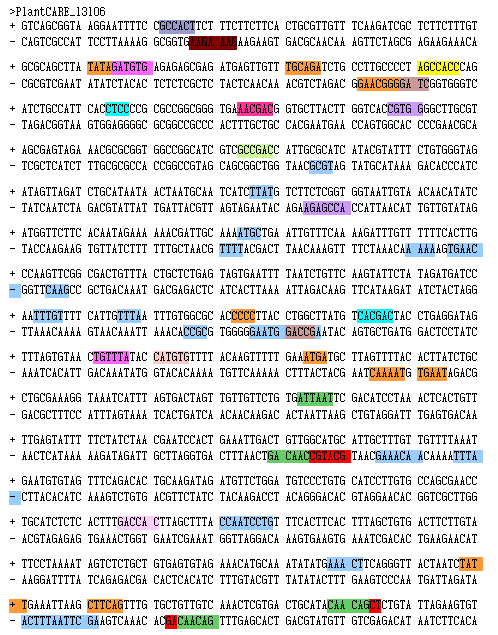 >PlantCARE_13106
+ GTCAGCGGTA AGGAATTTTC CGCCACTTCT TTCTTCTTCA CTGCGTTGTT TCAAGATCGC TCTTCTTTGT
- CAGTCGCCAT TCCTTAAAAG GCGGTGAAGA AAGAAGAAGT GACGCAACAA AGTTCTAGCG AGAAGAAACA
+ GCGCAGCTTA TATAGATGTG AGAGAGCGAG ATGAGTTGTT TGCAGATCTG CCTTGCCCCT AGCCACCCAG
- CGCGTCGAAT ATATCTACAC TCTCTCGCTC TACTCAACAA ACGTCTAGAC GGAACGGGGA TCGGTGGGTC
+ ATCTGCCATT CACCTCCCCG CGCCGGCGGG TGAAACGACG GTGCTTACTT GGTCACCGTG GGGCTTGCGT
- TAGACGGTAA GTGGAGGGGC GCGGCCGCCC ACTTTGCTGC CACGAATGAA CCAGTGGCAC CCCGAACGCA
+ AGCGAGTAGA AACGCGCGGT GGCCGGCATC GTCGCCGACC ATTGCGCATC ATACGTATTT CTGTGGGTAG
- TCGCTCATCT TTGCGCGCCA CCGGCCGTAG CAGCGGCTGG TAACGCGTAG TATGCATAAA GACACCCATC
+ ATAGTTAGAT CTGCATAATA ACTAATGCAA TCATCTTATG TCTTCTCGGT GGTAATTGTA ACAACATATC
- TATCAATCTA GACGTATTAT TGATTACGTT AGTAGAATAC AGAAGAGCCA CCATTAACAT TGTTGTATAG
+ ATGGTTCTTC ACAATAGAAA AAACGATTGC AAAATGCTGA ATTGTTTCAA AGATTTGTTT TTTTCACTTG
- TACCAAGAAG TGTTATCTTT TTTGCTAACG TTTTACGACT TAACAAAGTT TCTAAACAAA AAAAGTGAAC
+ CCAAGTTCGG CGACTGTTTA CTGCTCTGAG TAGTGAATTT TAATCTGTTC AAGTATTCTA TAGATGATCC
- GGTTCAAGCC GCTGACAAAT GACGAGACTC ATCACTTAAA ATTAGACAAG TTCATAAGAT ATCTACTAGG
+ AATTTGTTTT CATTGTTTAA TTTGTGGCGC ACCCCCTTAC CTGGCTTATG TCACGACTAC CTGAGGATAG
- TTAAACAAAA GTAACAAATT AAACACCGCG TGGGGGAATG GACCGAATAC AGTGCTGATG GACTCCTATC
+ TTTAGTGTAA CTGTTTATAC CATGTGTTTT ACAAGTTTTT GAAATGATGC TTAGTTTTAC ACTTATCTGC
- AAATCACATT GACAAATATG GTACACAAAA TGTTCAAAAA CTTTACTACG AATCAAAATG TGAATAGACG
+ CTGCGAAAGG TAAATCATTT AGTGACTAGT TGTTGTTCTG TGATTAATTC GACATCCTAA ACTCACTGTT
- GACGCTTTCC ATTTAGTAAA TCACTGATCA ACAACAAGAC ACTAATTAAG CTGTAGGATT TGAGTGACAA
+ TTGAGTATTT TTCTATCTAA CGAATCCACT GAAATTGACT GTTGGCATGC ATTGCTTTGT TGTTTTAAAT
- AACTCATAAA AAGATAGATT GCTTAGGTGA CTTTAACTGA CAACCGTACG TAACGAAACA ACAAAATTTA
+ GAATGTGTAG TTTCAGACAC TGCAAGATAG ATGTTCTGGA TGTCCCTGTG CATCCTTGTG CCAGCGAACC
- CTTACACATC AAAGTCTGTG ACGTTCTATC TACAAGACCT ACAGGGACAC GTAGGAACAC GGTCGCTTGG
+ TGCATCTCTC ACTTTGACCA CTTAGCTTTA CCAATCCTGT TTCACTTCAC TTTAGCTGTG ACTTCTTGTA
- ACGTAGAGAG TGAAACTGGT GAATCGAAAT GGTTAGGACA AAGTGAAGTG AAATCGACAC TGAAGAACAT
+ TTCCTAAAAT AGTCTCTGCT GTGAGTGTAG GAAACATGCA ATATATGAAA CTTCAGGGTT ACTAATCTAT
- AAGGATTTTA TCAGAGACGA CACTCACATC CTTTGTACGT TATATACTTT GAAGTCCCAA TGATTAGATA
+ TGAAATTAAG CTTCAGTTTG TGCTGTTGTC AAACTCGTGA CTGCATACAA CAGCTCTGTA TTAGAAGTGT
- ACTTTAATTC GAAGTCAAAC ACGACAACAG TTTGAGCACT GACGTATGTT GTCGAGACAT AATCTTCACA